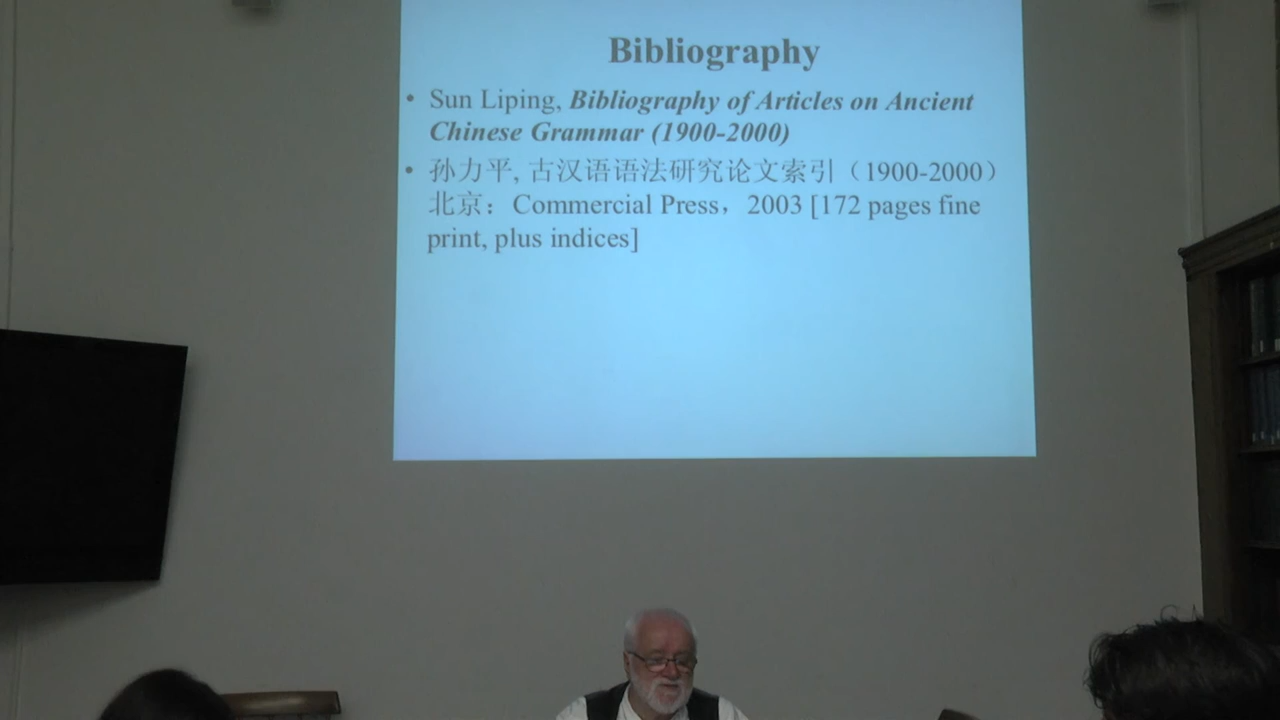 Bibliography
• Sun Liping, Bibliography of Articles on Ancient
Chinese Grammar (1900-2000)
• 孙力平, 古汉语语法研究论文索引（1900-2000）
北京：Commercial Press，2003 [172 pages fine
print, plus indices]